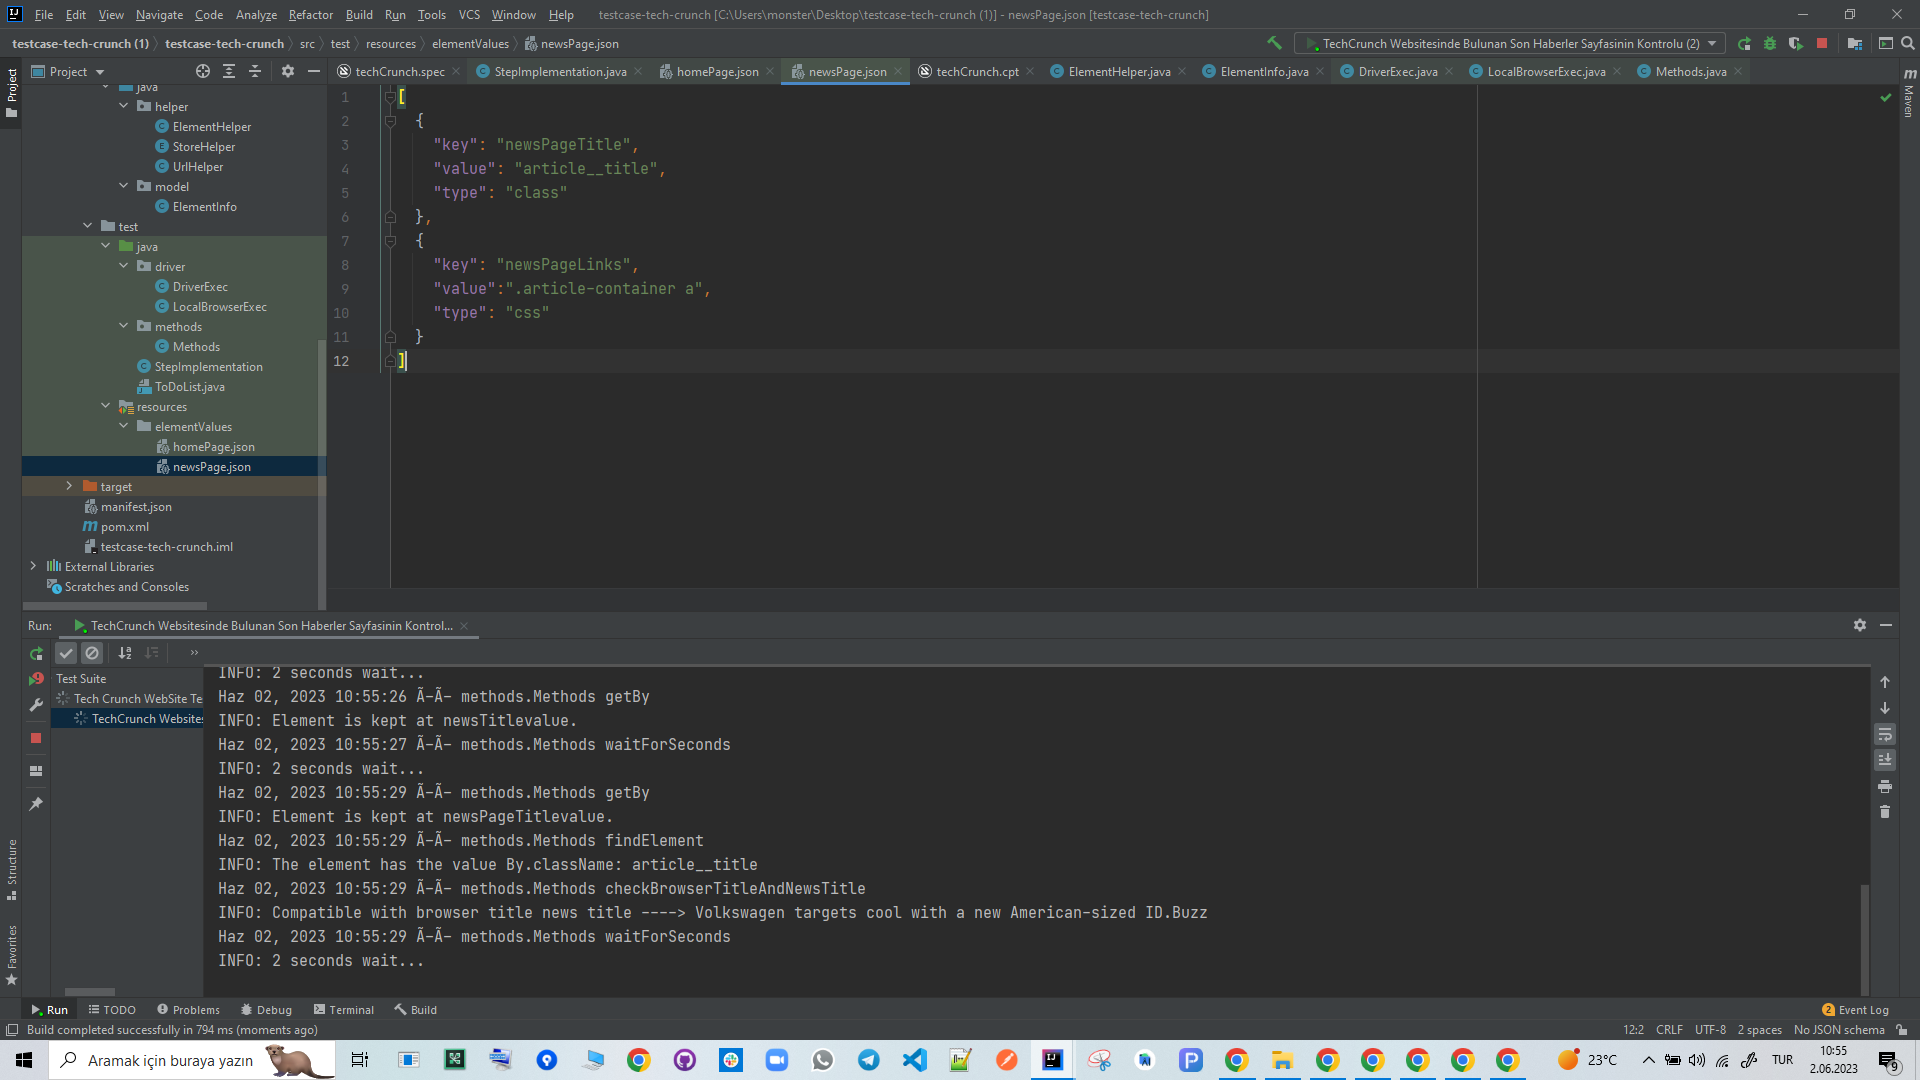 File Edit View Navigate Code Analyze Refactor Build Run Tools VCS Window Help testcase-tech-crunch [C:\Users\monster\Desktop\testcase-tech-crunch (1)] - newsPage.json [testcase-tech-crunch]
testcase-tech-crunch (1) testcase-tech-crunch src test resources elementValues newsPage.json TechCrunch Websitesinde Bulunan Son Haberler Sayfasinin Kontrolu (2)
Project techCrunch.spec StepImplementation.java homePage.json newsPage.json techCrunch.cpt ElementHelper.java ElementInfo.java DriverExec.java LocalBrowserExec.java Methods.java
Project
Maven
java
helper
ElementHelper
StoreHelper
UrlHelper
model
ElementInfo
test
java
driver
DriverExec
LocalBrowserExec
methods
Methods
StepImplementation
ToDoList.java
resources
elementValues
homePage.json
newsPage.json
target
manifest.json
pom.xml
testcase-tech-crunch.iml
External Libraries
Scratches and Consoles
1 [
2 {
3 "key": "newsPageTitle",
4 "value": "article__title",
5 "type": "class"
6 },
7 {
8 "key": "newsPageLinks",
9 "value":".article-container a",
10 "type": "css"
11 }
12 ]
Run: TechCrunch Websitesinde Bulunan Son Haberler Sayfasinin Kontrol...
Test Suite
Tech Crunch WebSite Te
TechCrunch Websites
INFO: 2 seconds wait...
Haz 02, 2023 10:55:26 Ã-Ã- methods.Methods getBy
INFO: Element is kept at newsTitlevalue.
Haz 02, 2023 10:55:27 Ã-Ã- methods.Methods waitForSeconds
INFO: 2 seconds wait...
Haz 02, 2023 10:55:29 Ã-Ã- methods.Methods getBy
INFO: Element is kept at newsPageTitlevalue.
Haz 02, 2023 10:55:29 Ã-Ã- methods.Methods findElement
INFO: The element has the value By.className: article__title
Haz 02, 2023 10:55:29 Ã-Ã- methods.Methods checkBrowserTitleAndNewsTitle
INFO: Compatible with browser title news title ----> Volkswagen targets cool with a new American-sized ID.Buzz
Haz 02, 2023 10:55:29 Ã-Ã- methods.Methods waitForSeconds
INFO: 2 seconds wait...
Structure
Favorites
Run TODO Problems Debug Terminal Build 2 Event Log
Build completed successfully in 794 ms (moments ago) 12:2 CRLF UTF-8 2 spaces No JSON schema
Aramak için buraya yazın 23°C TUR 10:55
2.06.2023 9